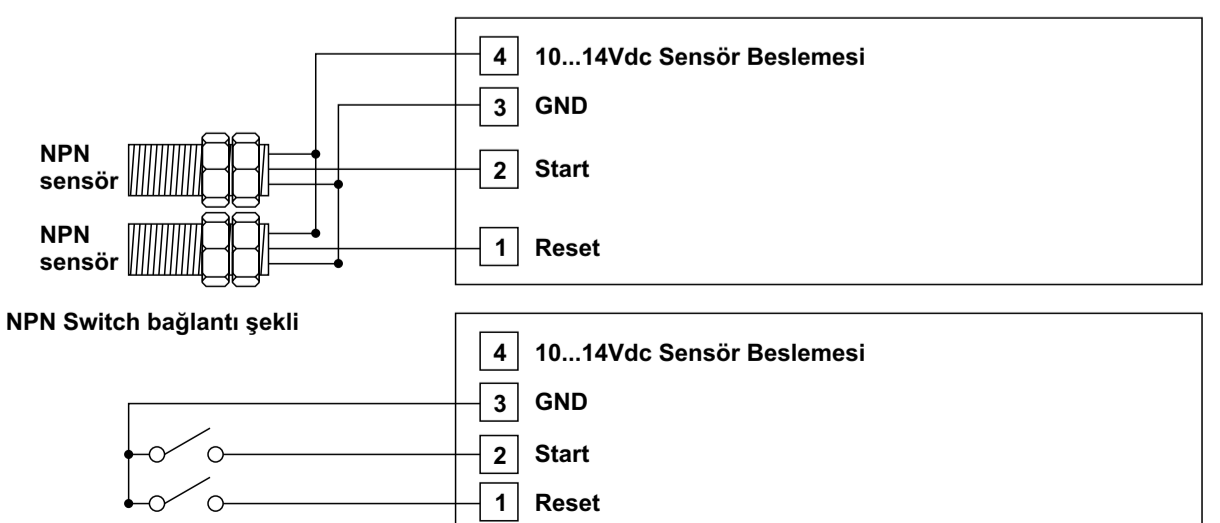 4 10...14Vdc Sensör Beslemesi
3 GND
NPN
sensör
2 Start
NPN
sensör
1 Reset
NPN Switch bağlantı şekli
4 10...14Vdc Sensör Beslemesi
3 GND
2 Start
1 Reset